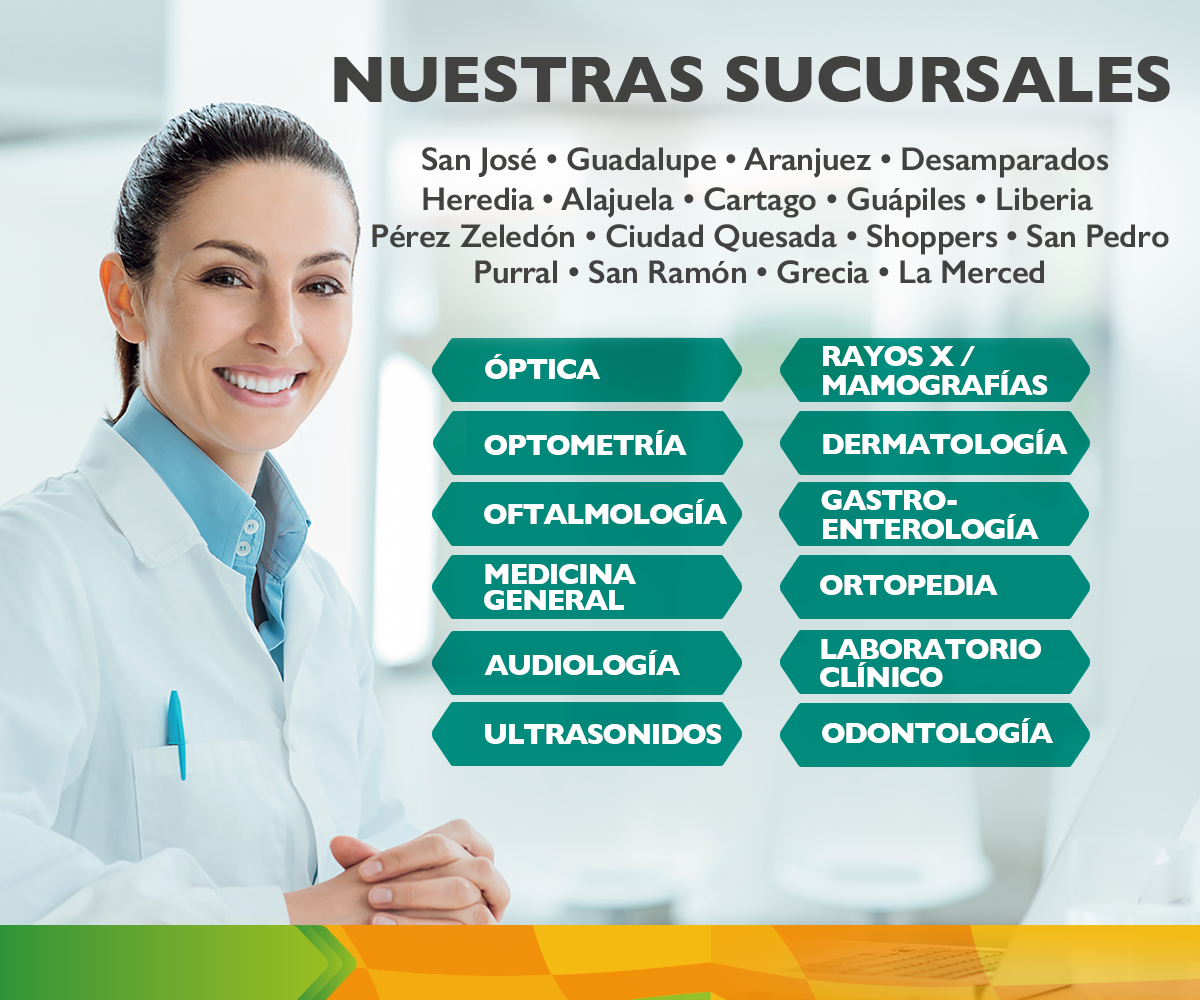 NUESTRAS SUCURSALES
San José • Guadalupe • Aranjuez • Desamparados
Heredia • Alajuela • Cartago • Guápiles • Liberia
Pérez Zeledón • Ciudad Quesada • Shoppers • San Pedro
Purral • San Ramón • Grecia • La Merced
ÓPTICA
OPTOMETRÍA
OFTALMOLOGÍA
MEDICINA
GENERAL
AUDIOLOGÍA
ULTRASONIDOS
RAYOS X /
MAMOGRAFÍAS
DERMATOLOGÍA
GASTRO-
ENTEROLOGÍA
ORTOPEDIA
LABORATORIO
CLÍNICO
ODONTOLOGÍA